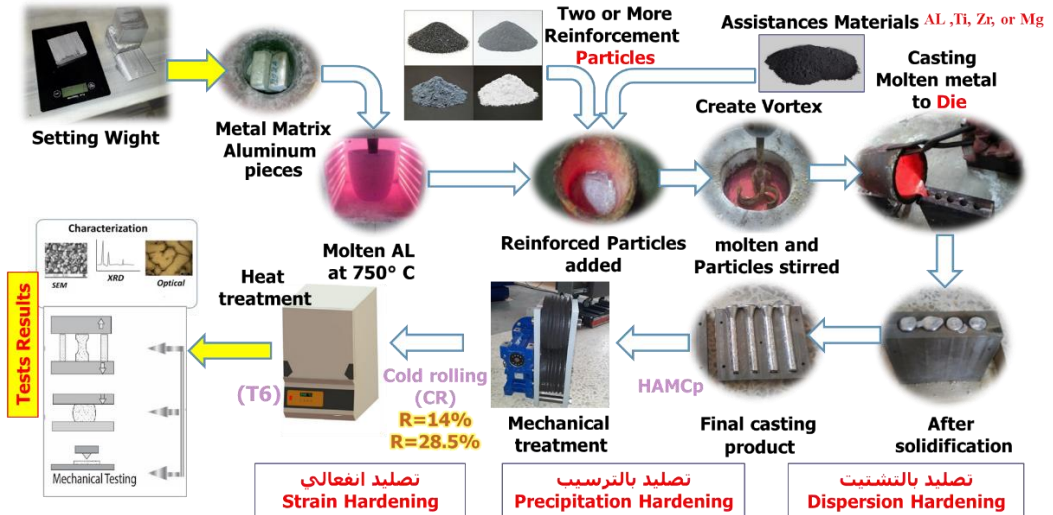 Setting Wight
Metal Matrix
Aluminum
pieces
Two or More
Reinforcement
Particles
Assistances Materials AL ,Ti, Zr, or Mg
Create Vortex
Casting
Molten metal
to Die
Molten AL
at 750° C
Reinforced Particles
added
molten and
Particles stirred
After
solidification
Final casting
product
HAMCp
Mechanical
treatment
Cold rolling
(CR)
R=14%
R=28.5%
Heat
treatment
(T6)
Characterization
SEM
XRD
Optical
Mechanical Testing
Tests Results
تصليد انفعالي
Strain Hardening
تصليد بالترسيب
Precipitation Hardening
تصليد بالتشتيت
Dispersion Hardening